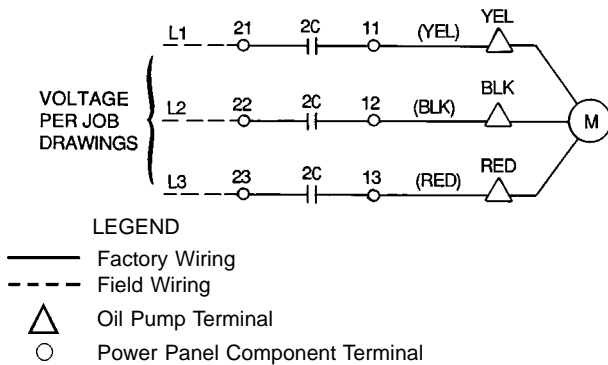 L1 21 2C 11 (YEL) YEL
VOLTAGE
PER JOB
DRAWINGS
L2 22 2C 12 (BLK) BLK
M
L3 23 2C 13 (RED) RED
LEGEND
Factory Wiring
Field Wiring
Oil Pump Terminal
Power Panel Component Terminal